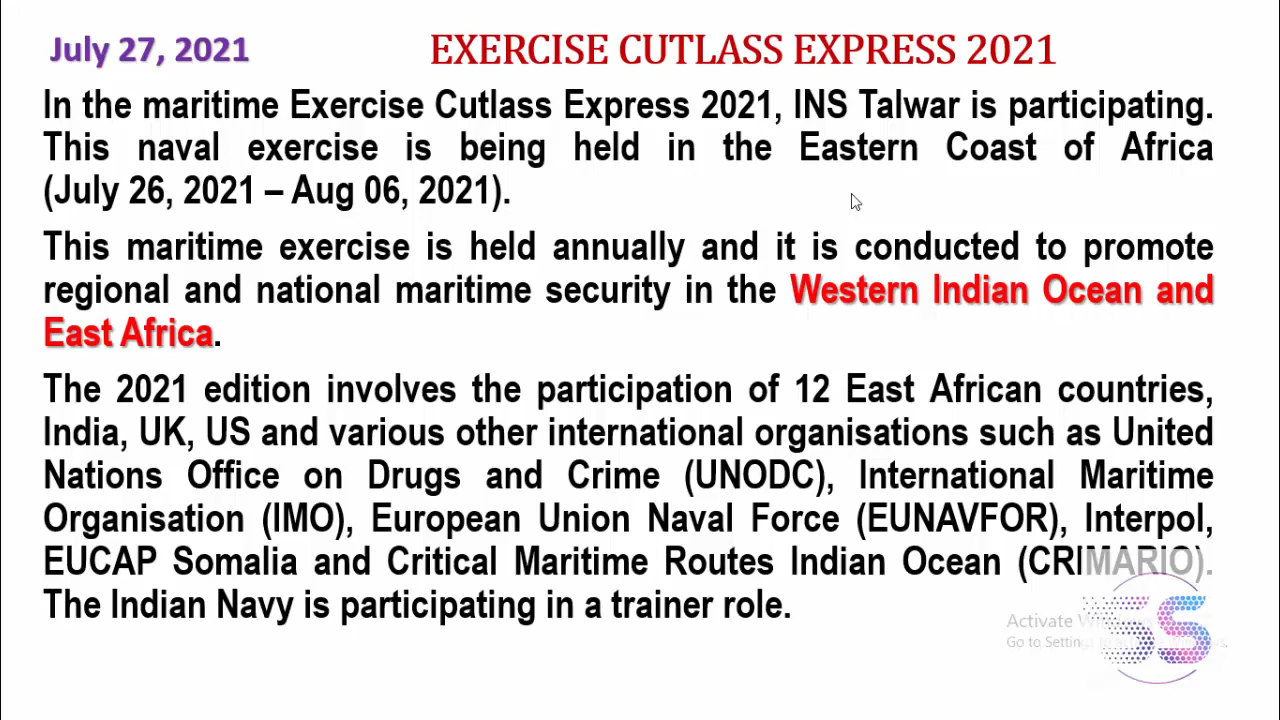 July 27, 2021
EXERCISE CUTLASS EXPRESS 2021
In the maritime Exercise Cutlass Express 2021, INS Talwar is participating.
This naval exercise is being held in the Eastern Coast of Africa
(July 26, 2021 – Aug 06, 2021).
This maritime exercise is held annually and it is conducted to promote
regional and national maritime security in the Western Indian Ocean and
East Africa.
The 2021 edition involves the participation of 12 East African countries,
India, UK, US and various other international organisations such as United
Nations Office on Drugs and Crime (UNODC), International Maritime
Organisation (IMO), European Union Naval Force (EUNAVFOR), Interpol,
EUCAP Somalia and Critical Maritime Routes Indian Ocean (CRIMARIO).
The Indian Navy is participating in a trainer role.
Activate
Go to